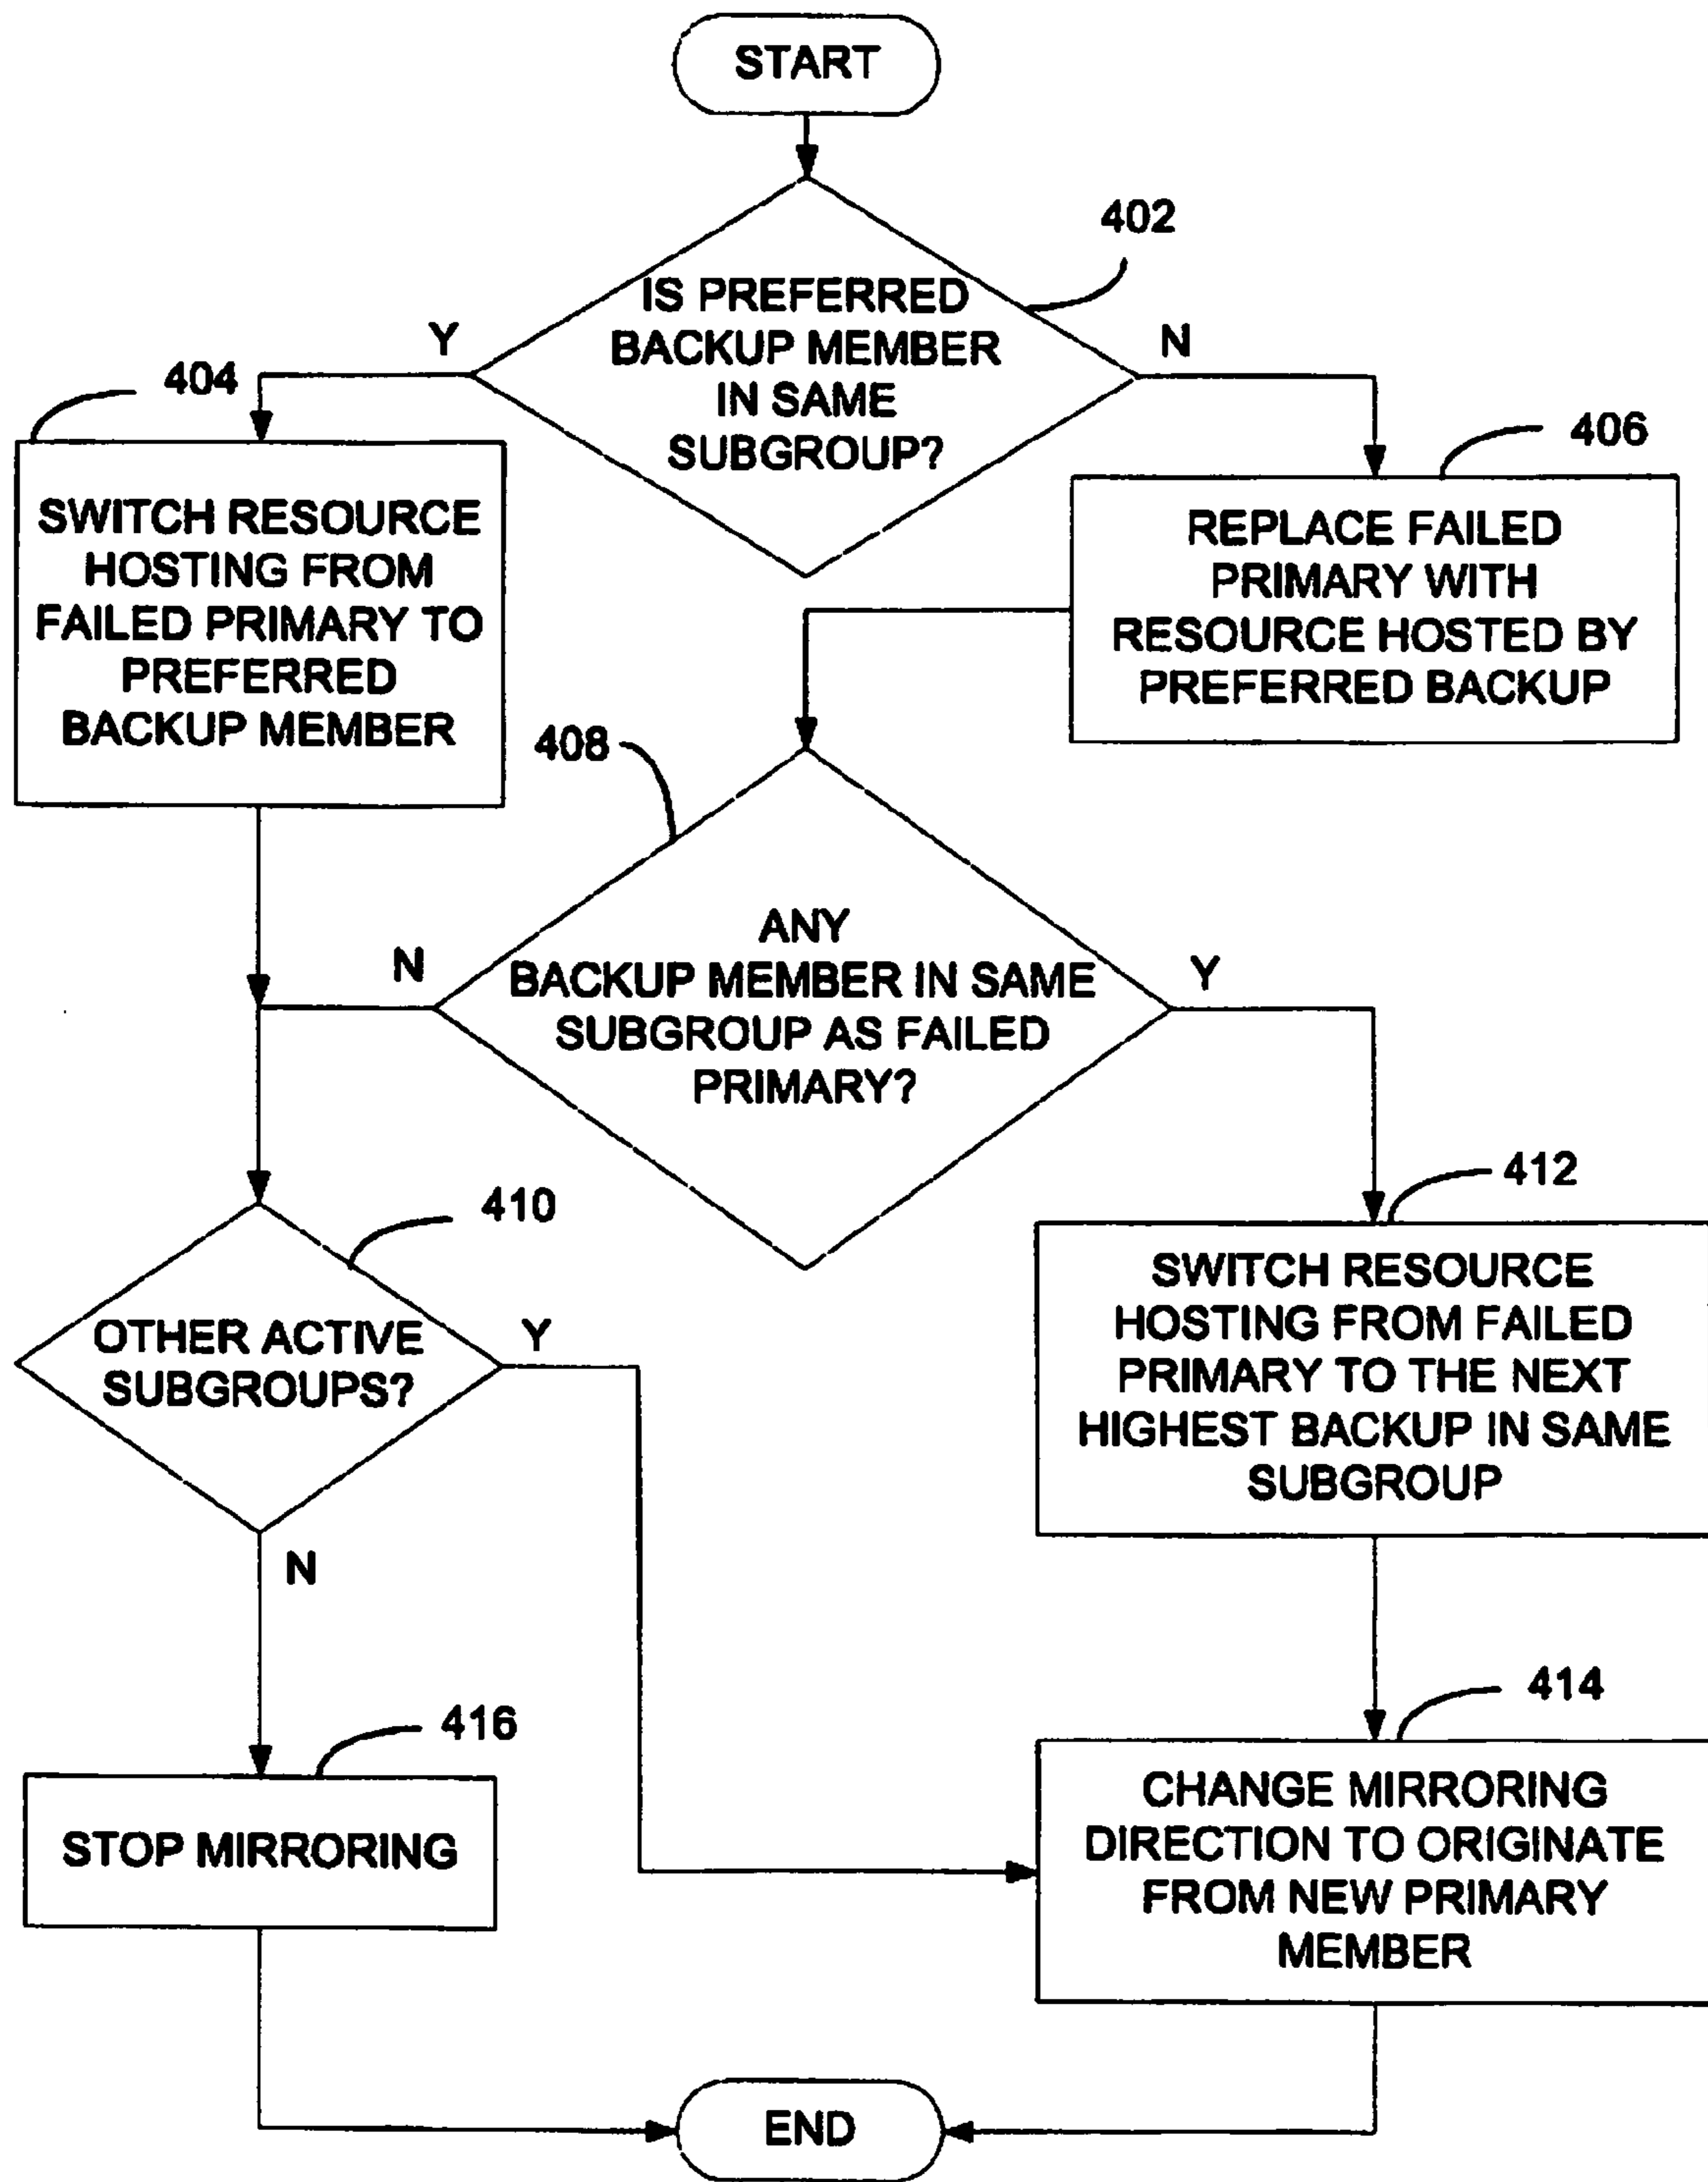 START
402
IS PREFERRED
BACKUP MEMBER
IN SAME
SUBGROUP?
Y
N
404
SWITCH RESOURCE
HOSTING FROM
FAILED PRIMARY TO
PREFERRED
BACKUP MEMBER
406
REPLACE FAILED
PRIMARY WITH
RESOURCE HOSTED BY
PREFERRED BACKUP
408
ANY
BACKUP MEMBER IN SAME
SUBGROUP AS FAILED
PRIMARY?
N
Y
410
OTHER ACTIVE
SUBGROUPS?
Y
N
412
SWITCH RESOURCE
HOSTING FROM FAILED
PRIMARY TO THE NEXT
HIGHEST BACKUP IN SAME
SUBGROUP
416
STOP MIRRORING
414
CHANGE MIRRORING
DIRECTION TO ORIGINATE
FROM NEW PRIMARY
MEMBER
END